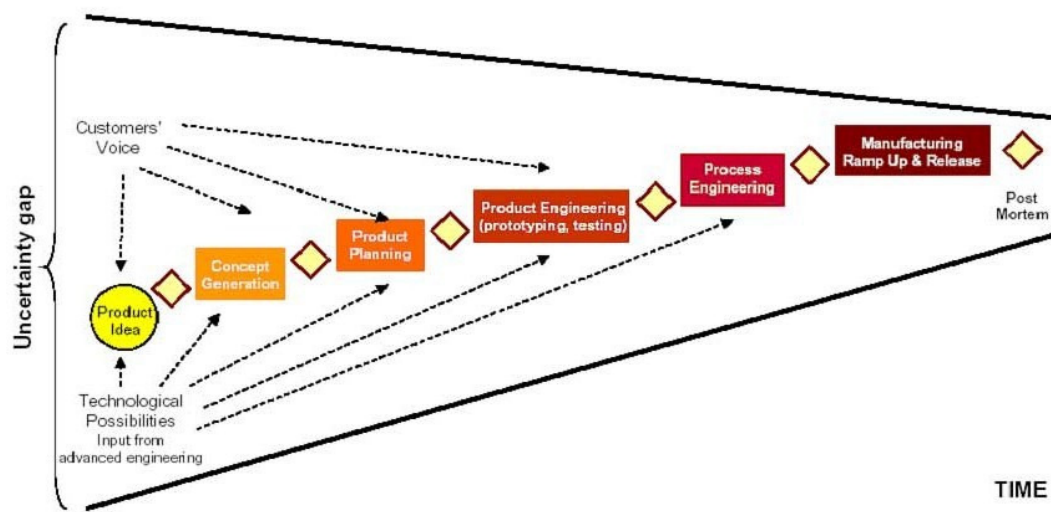 Uncertainty gap
Customers'
Voice
Product
Idea
Technological
Possibilities
Input from
advanced engineering
Concept
Generation
Product
Planning
Product Engineering
(prototyping, testing)
Process
Engineering
Manufacturing
Ramp Up & Release
Post
Mortem
TIME